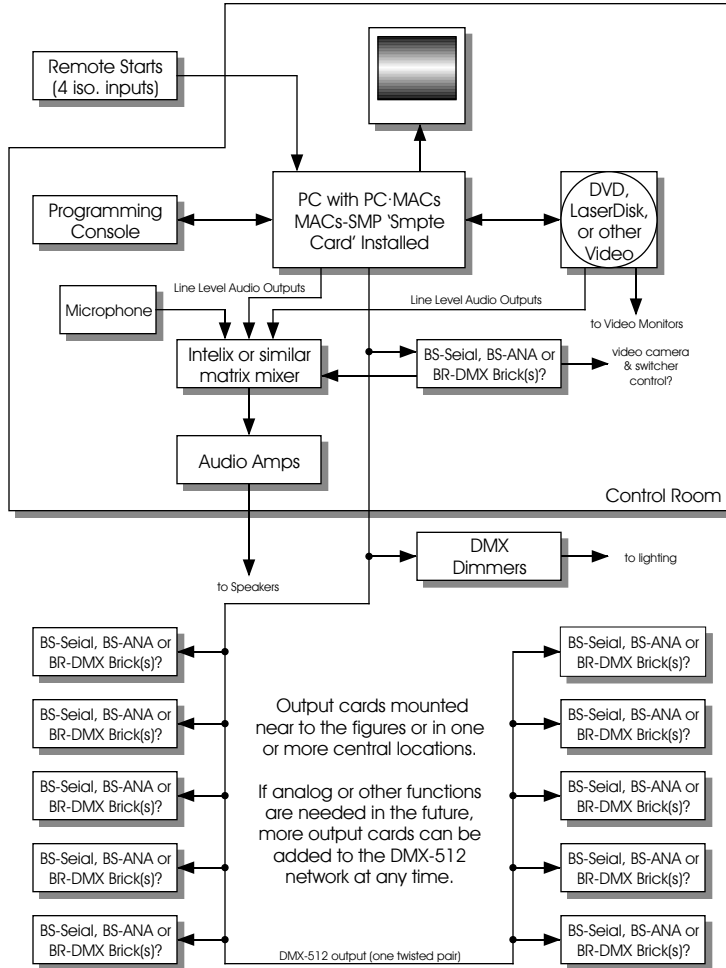 Remote Starts
(4 iso. inputs)
PC with PC·MACs
MACs-SMP ‘Smpte
Card’ Installed
DVD,
LaserDisk,
or other
Video
Programming
Console
Line Level Audio Outputs
Line Level Audio Outputs
Microphone
to Video Monitors
Intelix or similar
matrix mixer
BS-Seial, BS-ANA or
BR-DMX Brick(s)?
video camera
& switcher
control?
Audio Amps
Control Room
DMX
Dimmers
to lighting
to Speakers
BS-Seial, BS-ANA or
BR-DMX Brick(s)?
BS-Seial, BS-ANA or
BR-DMX Brick(s)?
BS-Seial, BS-ANA or
BR-DMX Brick(s)?
BS-Seial, BS-ANA or
BR-DMX Brick(s)?
BS-Seial, BS-ANA or
BR-DMX Brick(s)?
Output cards mounted
near to the figures or in one
or more central locations.
If analog or other functions
are needed in the future,
more output cards can be
added to the DMX-512
network at any time.
BS-Seial, BS-ANA or
BR-DMX Brick(s)?
BS-Seial, BS-ANA or
BR-DMX Brick(s)?
BS-Seial, BS-ANA or
BR-DMX Brick(s)?
BS-Seial, BS-ANA or
BR-DMX Brick(s)?
BS-Seial, BS-ANA or
BR-DMX Brick(s)?
DMX-512 output (one twisted pair)